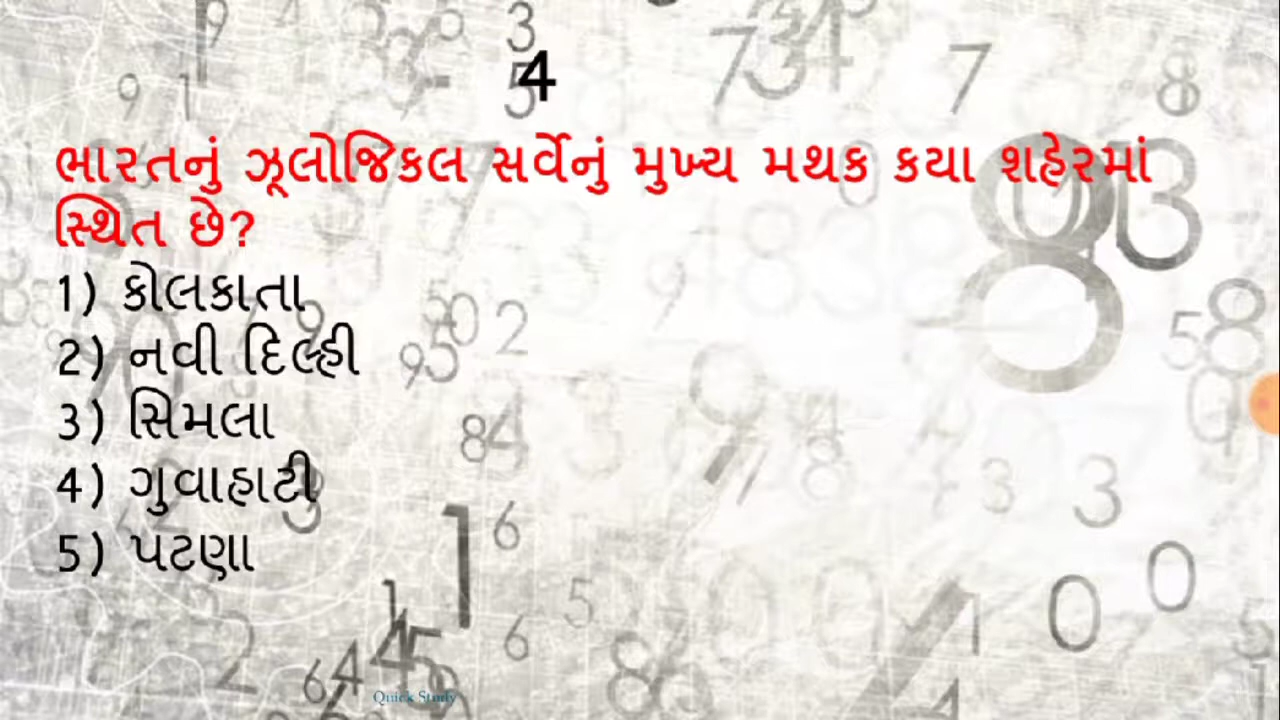 4
ભારતનું ઝૂલોજિકલ સર્વેનું મુખ્ય મથક કયા શહેરમાં
સ્થિત છે?
1) કોલકાતા
2) નવી દિલ્હી
3) સિમલા
4) ગુવાહાટી
5) પટણા
Quick Study